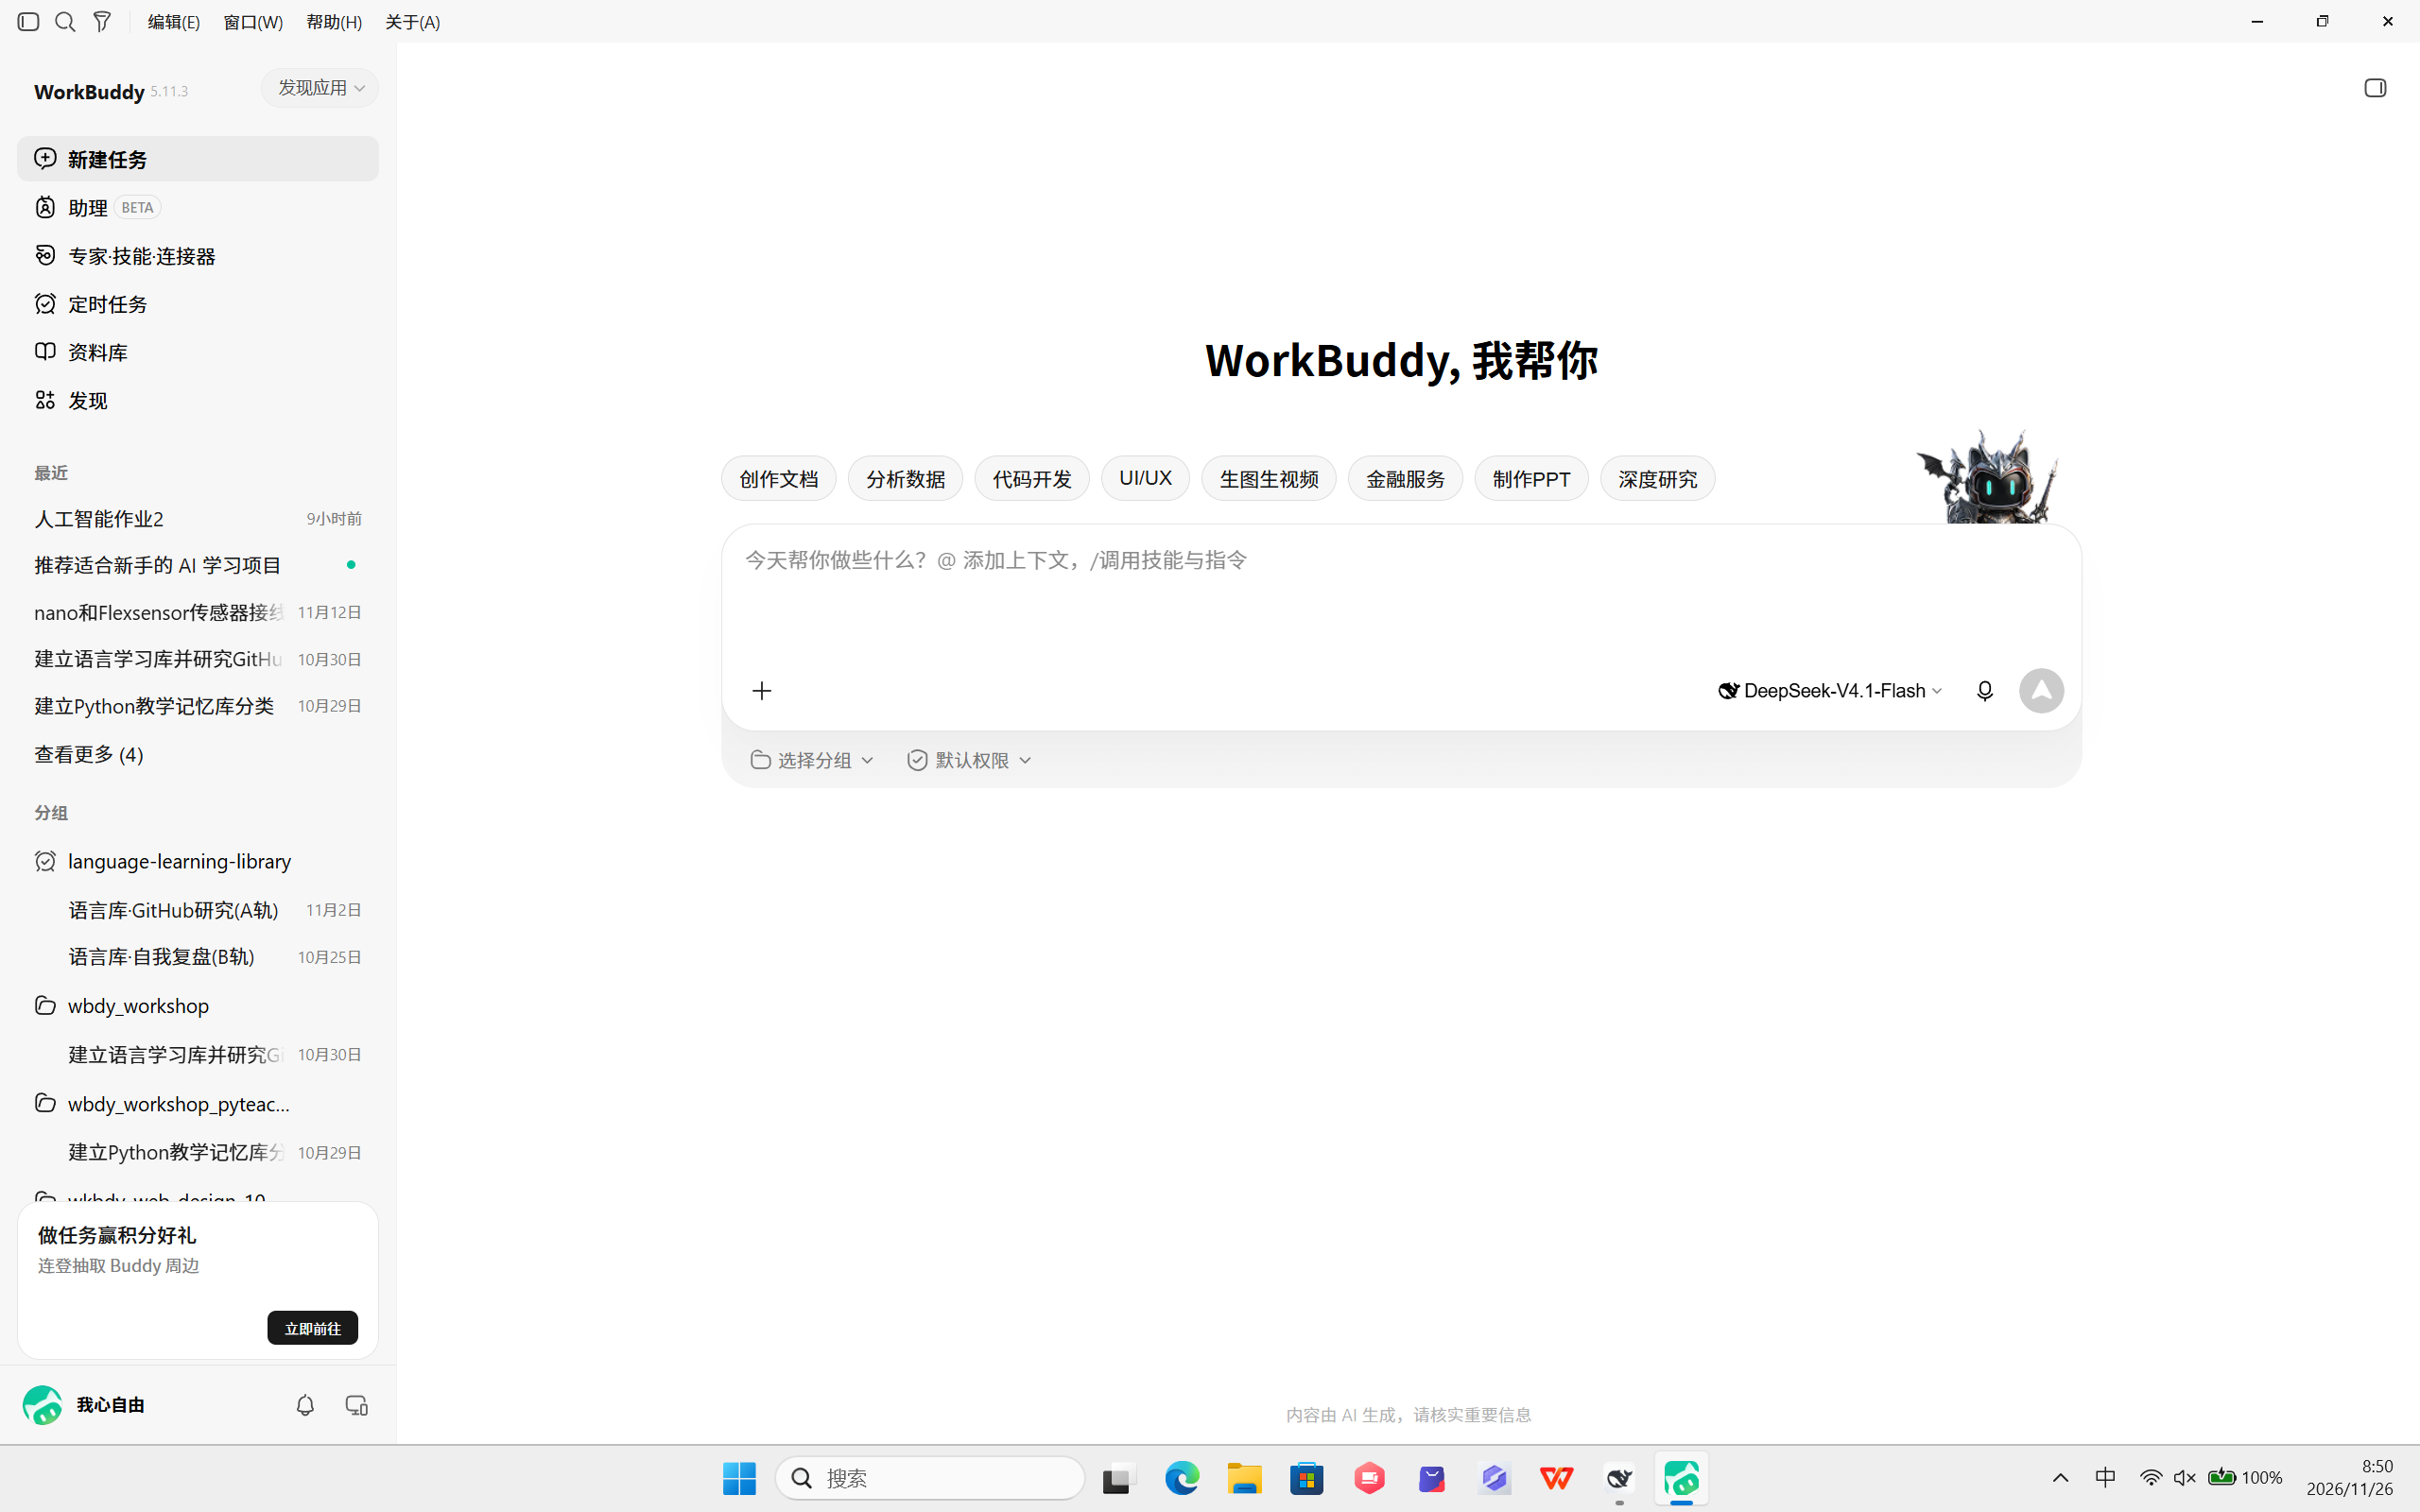 编辑(E) 窗口(W) 帮助(H) 关于(A)
WorkBuddy 5.11.3 发现应用
新建任务
助理 BETA
专家·技能·连接器
定时任务
资料库
发现
最近
人工智能作业2 9小时前
推荐适合新手的 AI 学习项目
nano和Flexsensor传感器接线 11月12日
建立语言学习库并研究GitHu 10月30日
建立Python教学记忆库分类 10月29日
查看更多 (4)
分组
language-learning-library
语言库·GitHub研究(A轨) 11月2日
语言库·自我复盘(B轨) 10月25日
wbdy_workshop
建立语言学习库并研究Gi 10月30日
wbdy_workshop_pyteac...
建立Python教学记忆库分 10月29日
wkbdy_web_design_10
做任务赢积分好礼
连登抽取 Buddy 周边
立即前往
我心自由
WorkBuddy, 我帮你
创作文档 分析数据 代码开发 UI/UX 生图生视频 金融服务 制作PPT 深度研究
今天帮你做些什么？@ 添加上下文，/调用技能与指令
DeepSeek-V4.1-Flash
选择分组 默认权限
内容由 AI 生成，请核实重要信息
搜索
中 100% 8:50
2026/11/26